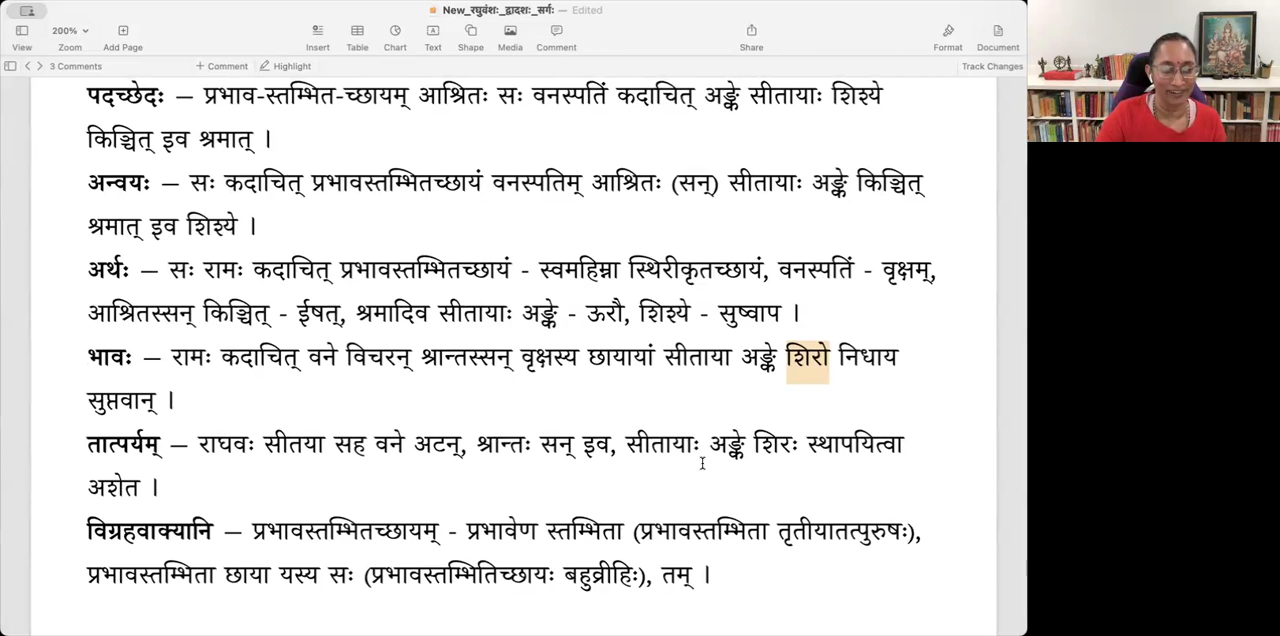 New_रघुवंशः_द्वादशः_सर्गः — Edited
200%
View Zoom Add Page Insert Table Chart Text Shape Media Comment Share Format Document
3 Comments + Comment Highlight Track Changes
पदच्छेदः — प्रभाव-स्तम्भित-च्छायम् आश्रितः सः वनस्पतिं कदाचित् अङ्के सीतायाः शिश्ये
किञ्चित् इव श्रमात् ।
अन्वयः — सः कदाचित् प्रभावस्तम्भितच्छायं वनस्पतिम् आश्रितः (सन्) सीतायाः अङ्के किञ्चित्
श्रमात् इव शिश्ये ।
अर्थः — सः रामः कदाचित् प्रभावस्तम्भितच्छायं - स्वमहिम्ना स्थिरीकृतच्छायं, वनस्पतिं - वृक्षम्,
आश्रितस्सन् किञ्चित् - ईषत्, श्रमादिव सीतायाः अङ्के - ऊरौ, शिश्ये - सुष्वाप ।
भावः — रामः कदाचित् वने विचरन् श्रान्तस्सन् वृक्षस्य छायायां सीताया अङ्के शिरो निधाय
सुप्तवान् ।
तात्पर्यम् — राघवः सीतया सह वने अटन्, श्रान्तः सन् इव, सीतायाः अङ्के शिरः स्थापयित्वा
अशेत ।
विग्रहवाक्यानि — प्रभावस्तम्भितच्छायम् - प्रभावेण स्तम्भिता (प्रभावस्तम्भिता तृतीयातत्पुरुषः),
प्रभावस्तम्भिता छाया यस्य सः (प्रभावस्तम्भितिच्छायः बहुव्रीहिः), तम् ।